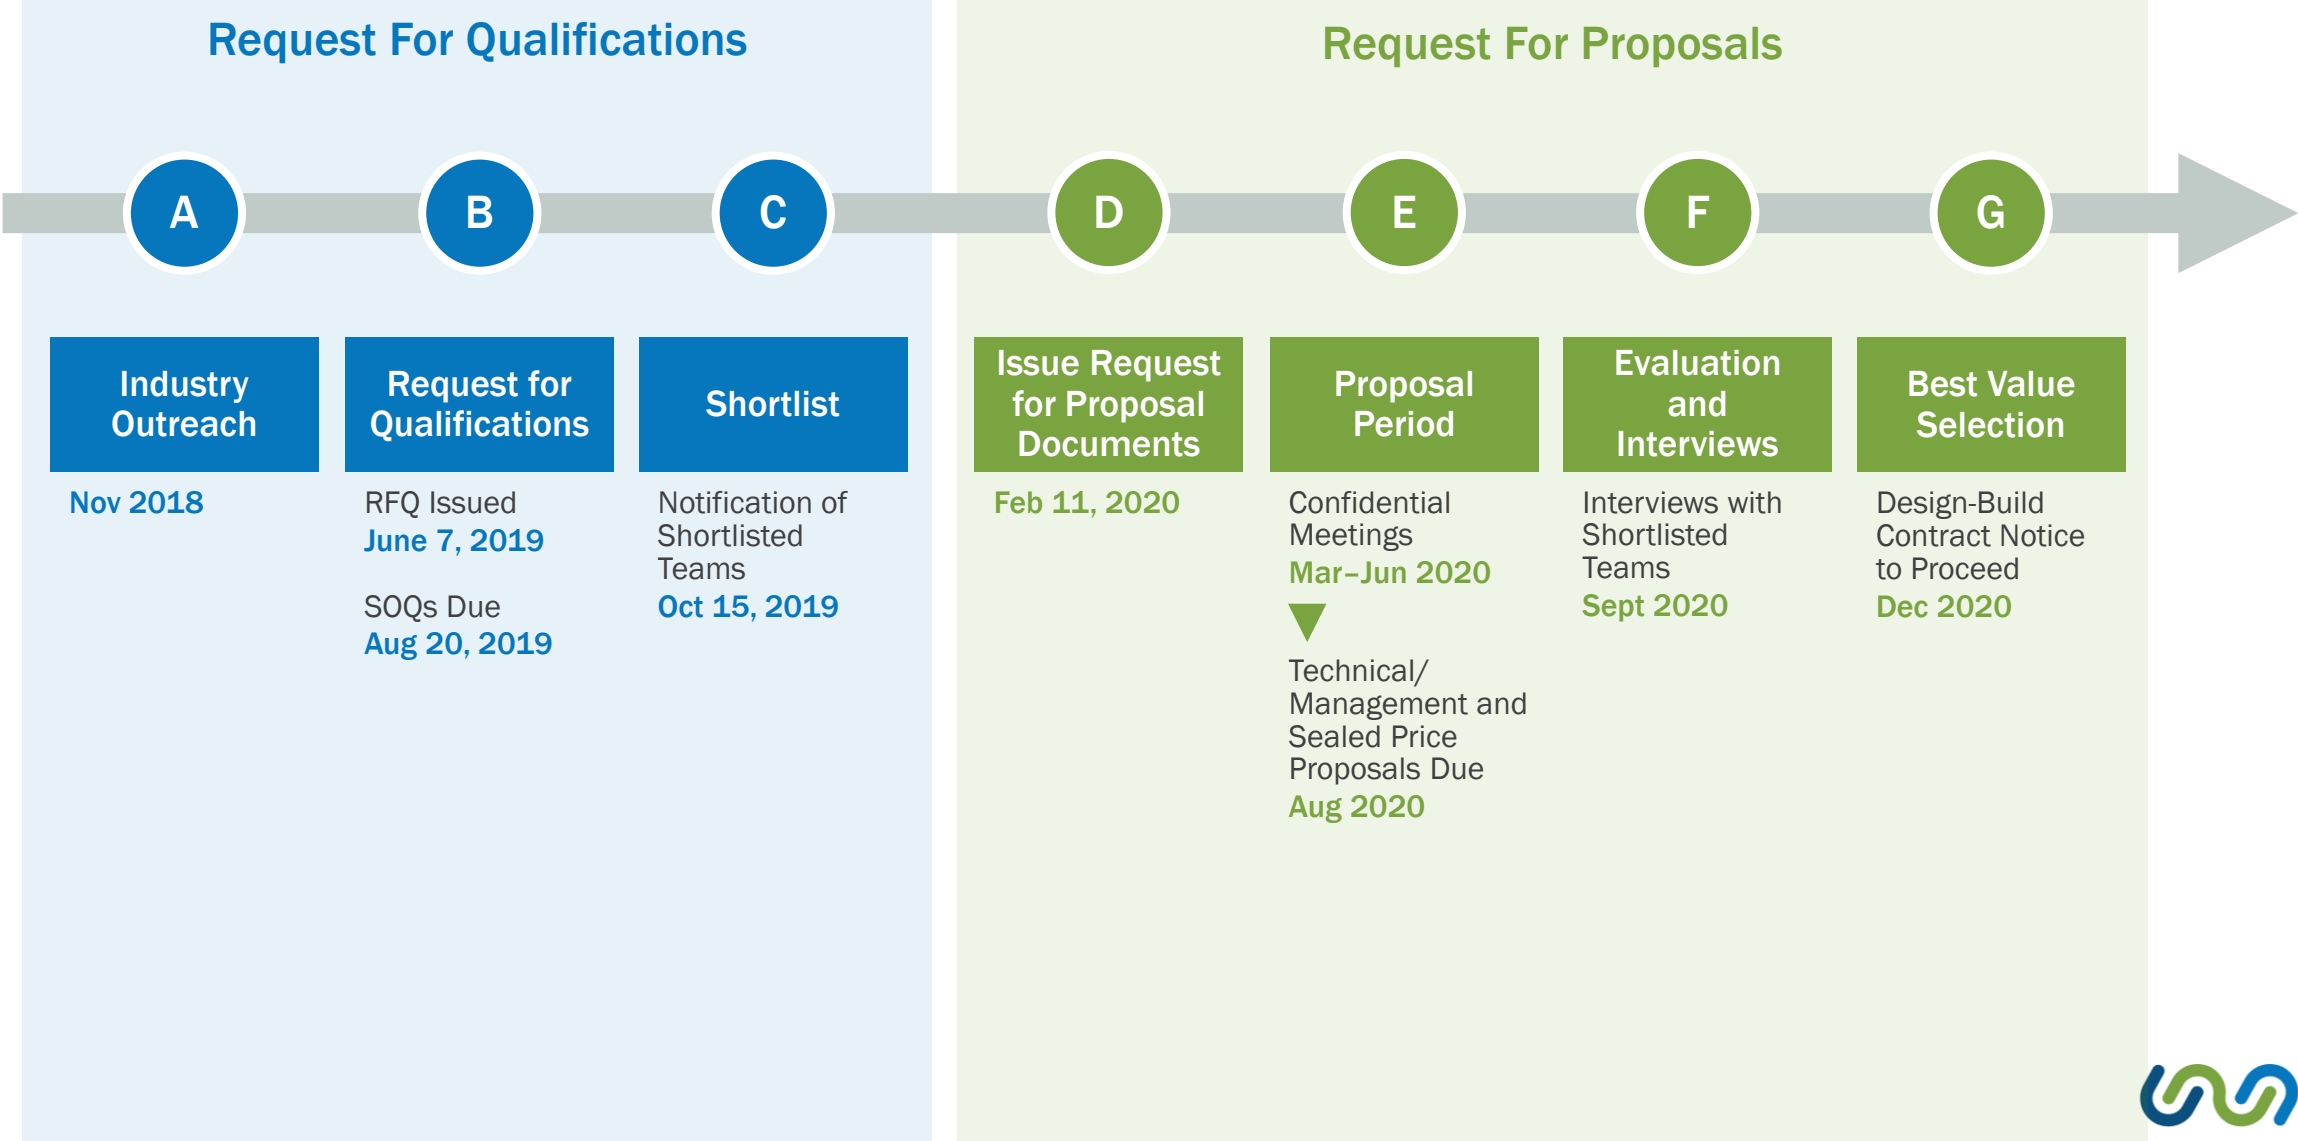 Request For Qualifications
Request For Proposals
A
B
C
D
E
F
G
Industry
Outreach
Nov 2018
Request for
Qualifications
RFQ Issued
June 7, 2019
SOQs Due
Aug 20, 2019
Shortlist
Notification of
Shortlisted
Teams
Oct 15, 2019
Issue Request
for Proposal
Documents
Feb 11, 2020
Proposal
Period
Confidential
Meetings
Mar–Jun 2020
Technical/
Management and
Sealed Price
Proposals Due
Aug 2020
Evaluation
and
Interviews
Interviews with
Shortlisted
Teams
Sept 2020
Best Value
Selection
Design-Build
Contract Notice
to Proceed
Dec 2020